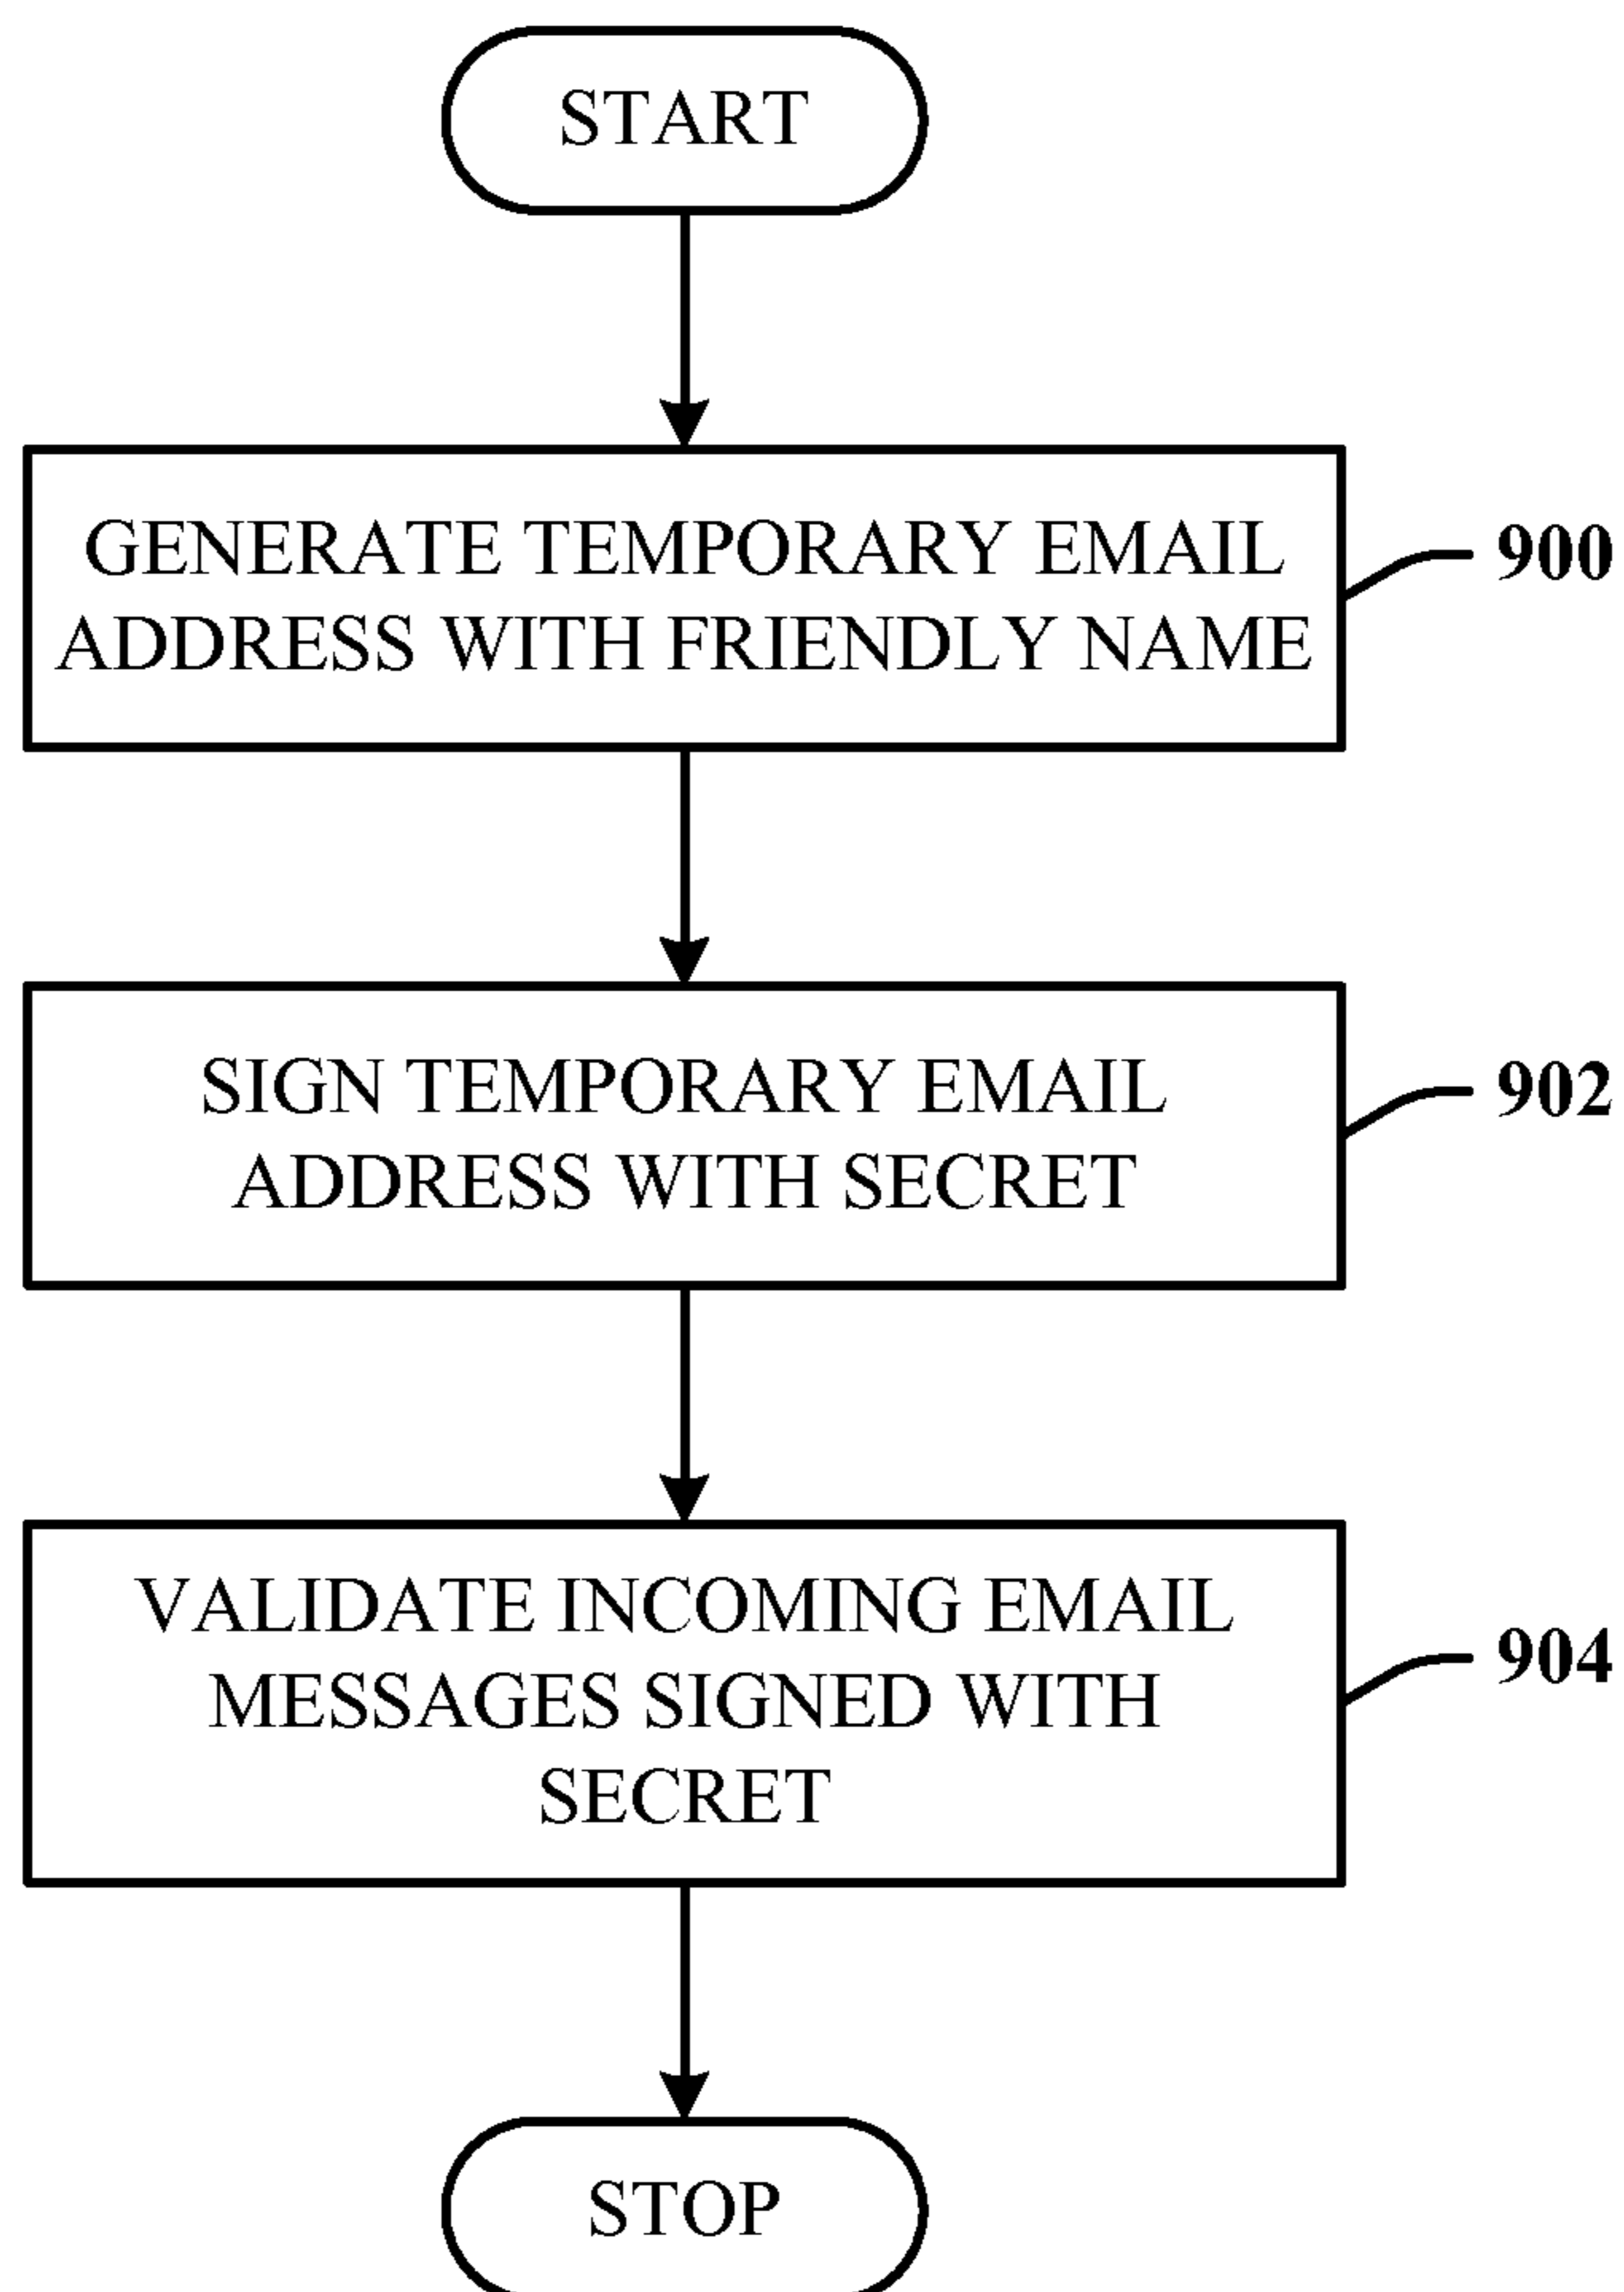 START
GENERATE TEMPORARY EMAIL
ADDRESS WITH FRIENDLY NAME
900
SIGN TEMPORARY EMAIL
ADDRESS WITH SECRET
902
VALIDATE INCOMING EMAIL
MESSAGES SIGNED WITH
SECRET
904
STOP